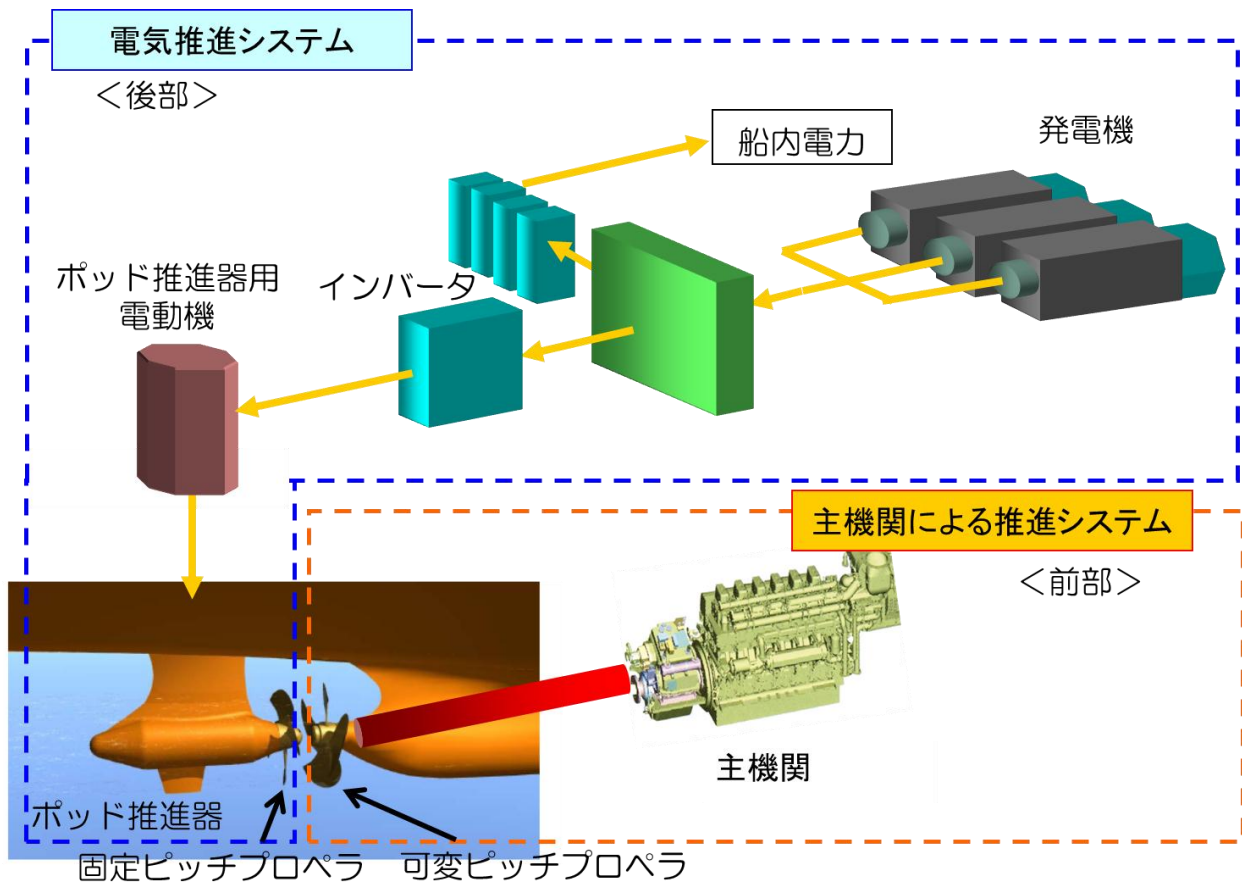 電気推進システム
＜後部＞
船内電力
発電機
ポッド推進器用
電動機
インバータ
主機関による推進システム
＜前部＞
主機関
ポッド推進器
固定ピッチプロペラ
可変ピッチプロペラ